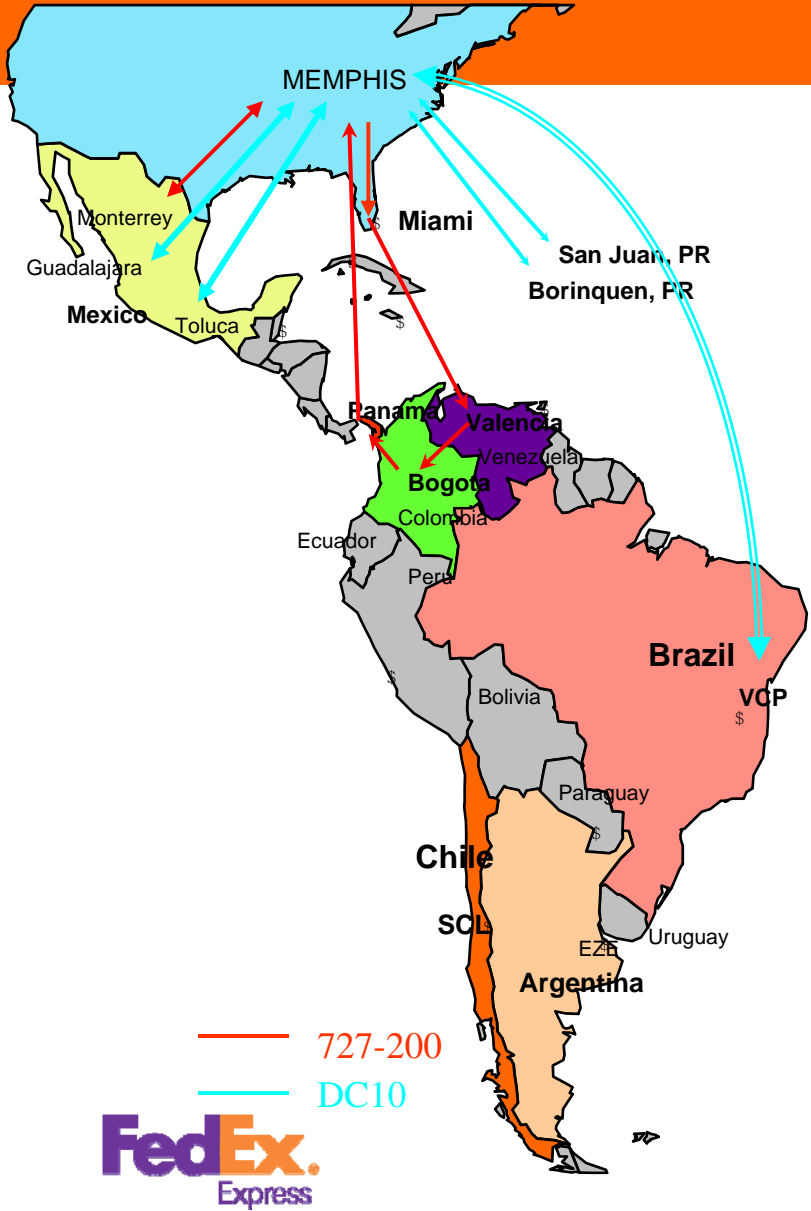 MEMPHIS
Monterrey
$
Miami
San Juan, PR
Guadalajara
Borinquen, PR
Mexico
Toluca
$
$
Panama
$
Valencia
Venezuela
Bogota
Colombia
Ecuador
Peru
Brazil
$
Bolivia
VCP
$
Paraguay
$
Chile
SCL
$
Uruguay
EZE
$
Argentina
727-200
DC10
FedEx.
Express